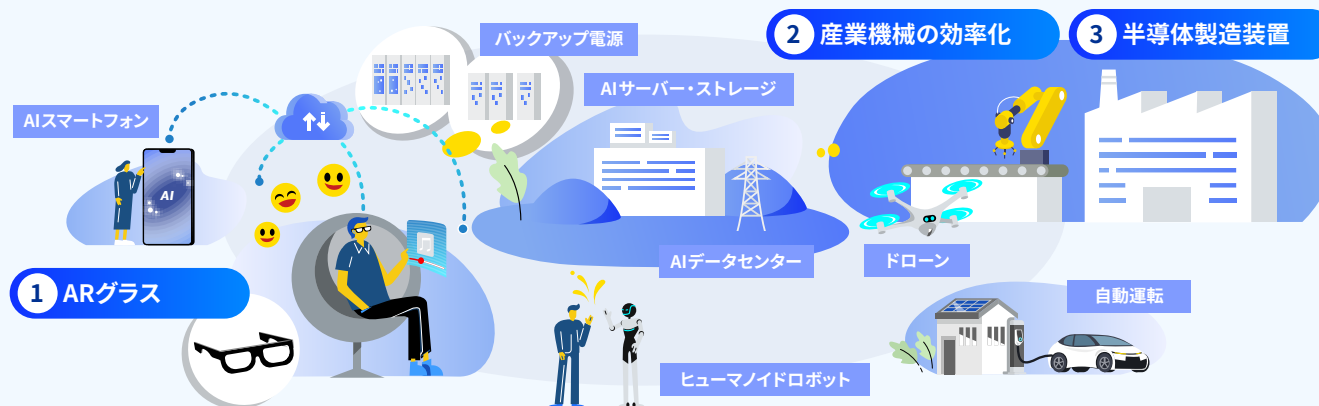 バックアップ電源
2 産業機械の効率化
3 半導体製造装置
AIサーバー・ストレージ
AIスマートフォン
AI
AIデータセンター
ドローン
1 ARグラス
自動運転
ヒューマノイドロボット